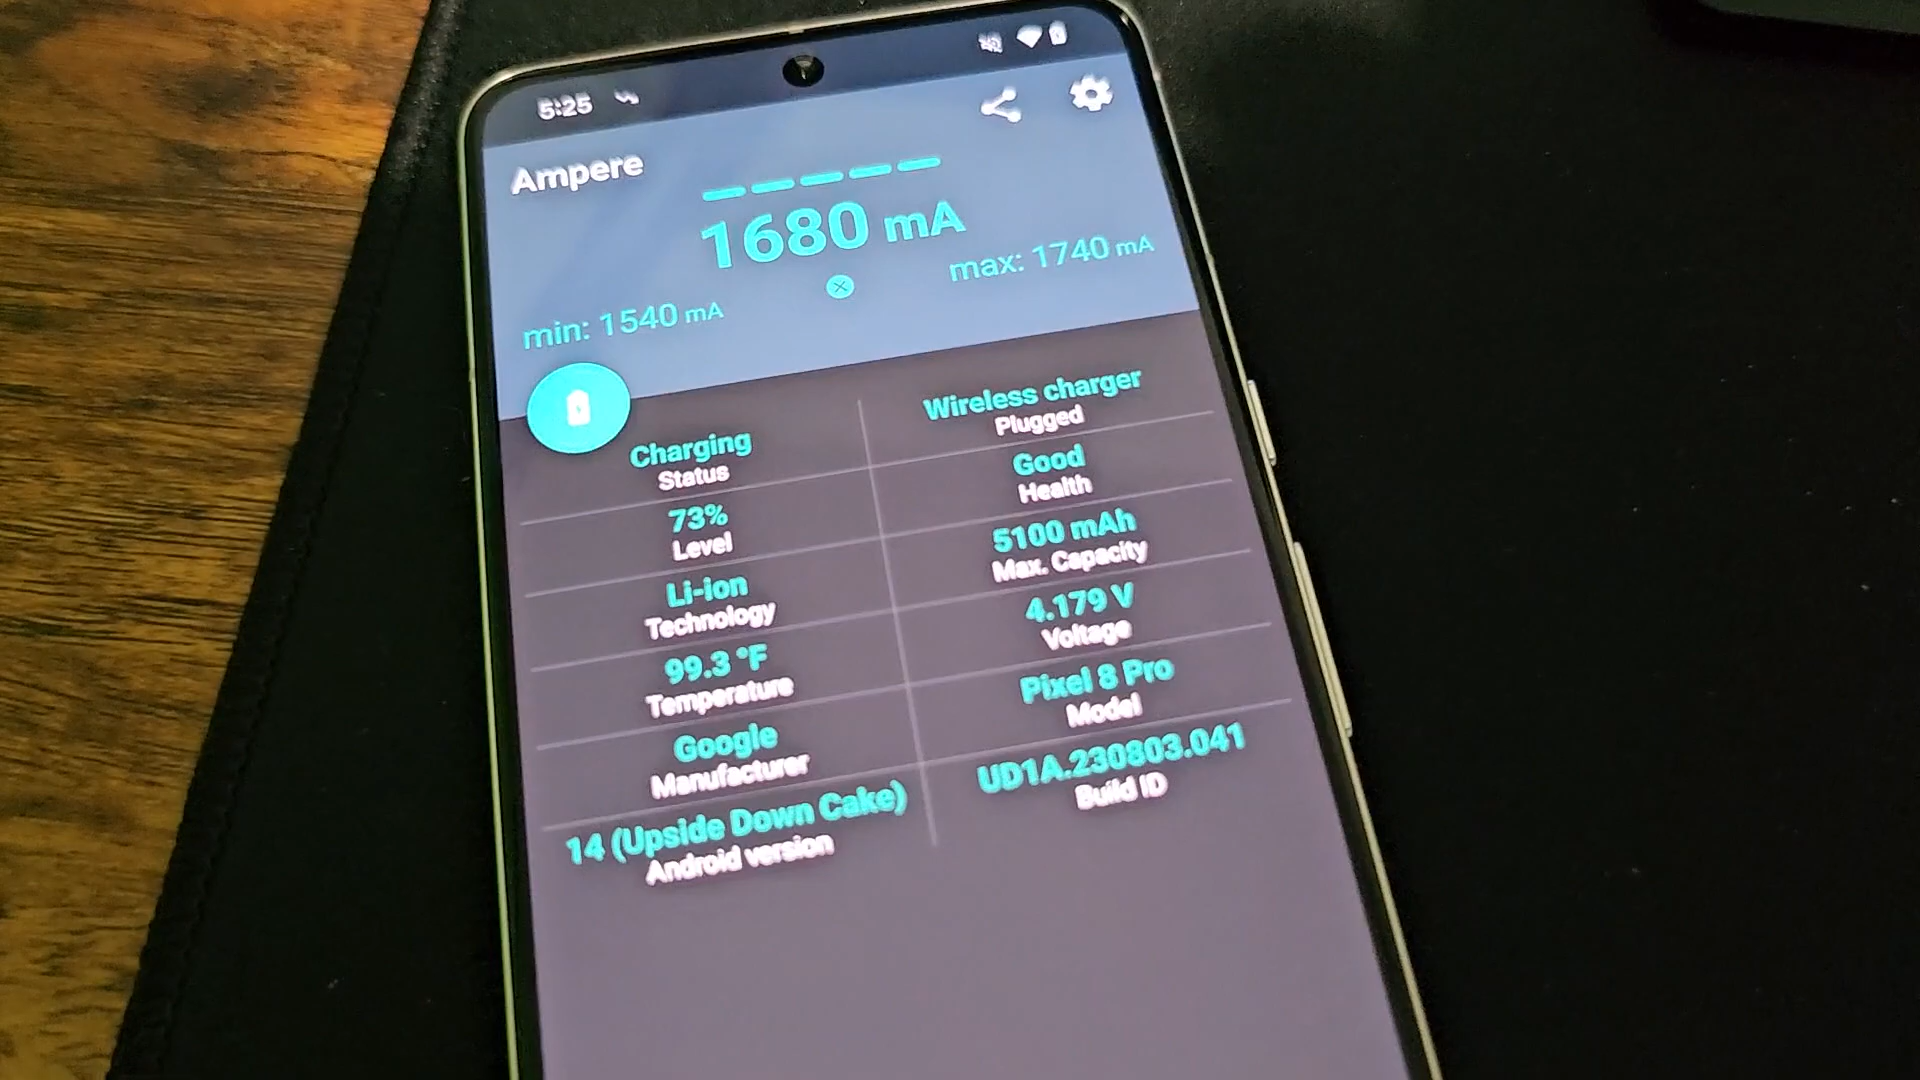 5:25
Ampere
1680 mA
min: 1540 mA
max: 1740 mA
Charging
Status
Wireless charger
Plugged
73%
Level
Good
Health
Li-ion
Technology
5100 mAh
Max. Capacity
99.3 °F
Temperature
4.179 V
Voltage
Google
Manufacturer
Pixel 8 Pro
Model
14 (Upside Down Cake)
Android version
UD1A.230803.041
Build ID